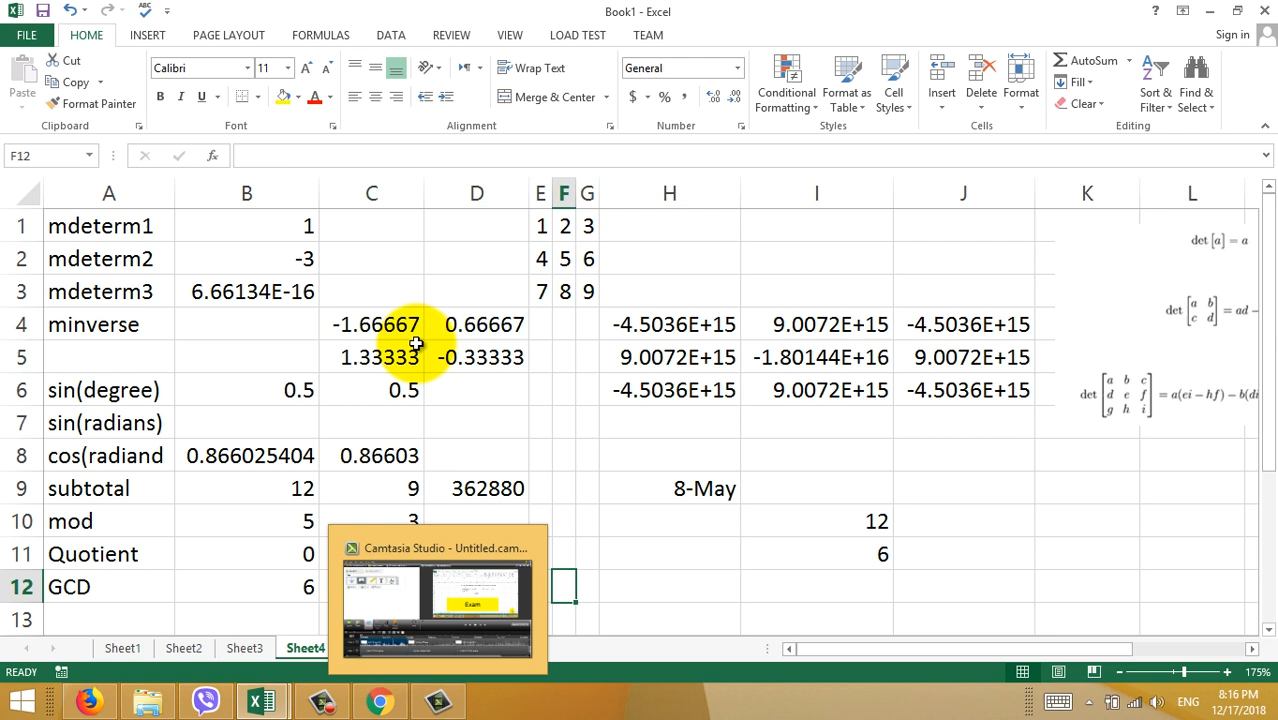 Book1 - Excel
FILE HOME INSERT PAGE LAYOUT FORMULAS DATA REVIEW VIEW LOAD TEST TEAM Sign in
Paste
Cut
Copy
Format Painter
Calibri 11
Wrap Text
Merge & Center
General
Conditional Formatting
Format as Table
Cell Styles
Insert Delete Format
AutoSum
Fill
Clear
Sort & Filter
Find & Select
Clipboard Font Alignment Number Styles Cells Editing
F12
A B C D E F G H I J K L
1 mdeterm1 1 1 2 3 det [a] = a
2 mdeterm2 -3 4 5 6
3 mdeterm3 6.66134E-16 7 8 9 det [a b c d] = ad −
4 minverse -1.66667 0.66667 -4.5036E+15 9.0072E+15 -4.5036E+15
5 1.33333 -0.33333 9.0072E+15 -1.80144E+16 9.0072E+15
6 sin(degree) 0.5 0.5 -4.5036E+15 9.0072E+15 -4.5036E+15 det [a b c d e f g h i] = a(ei − hf) − b(di
7 sin(radians)
8 cos(radiand 0.866025404 0.86603
9 subtotal 12 9 362880 8-May
10 mod 5 3 12
11 Quotient 0 6
12 GCD 6
13
Camtasia Studio - Untitled.cam...
Exam
Sheet1 Sheet2 Sheet3 Sheet4
READY 175%
ENG
8:16 PM
12/17/2018